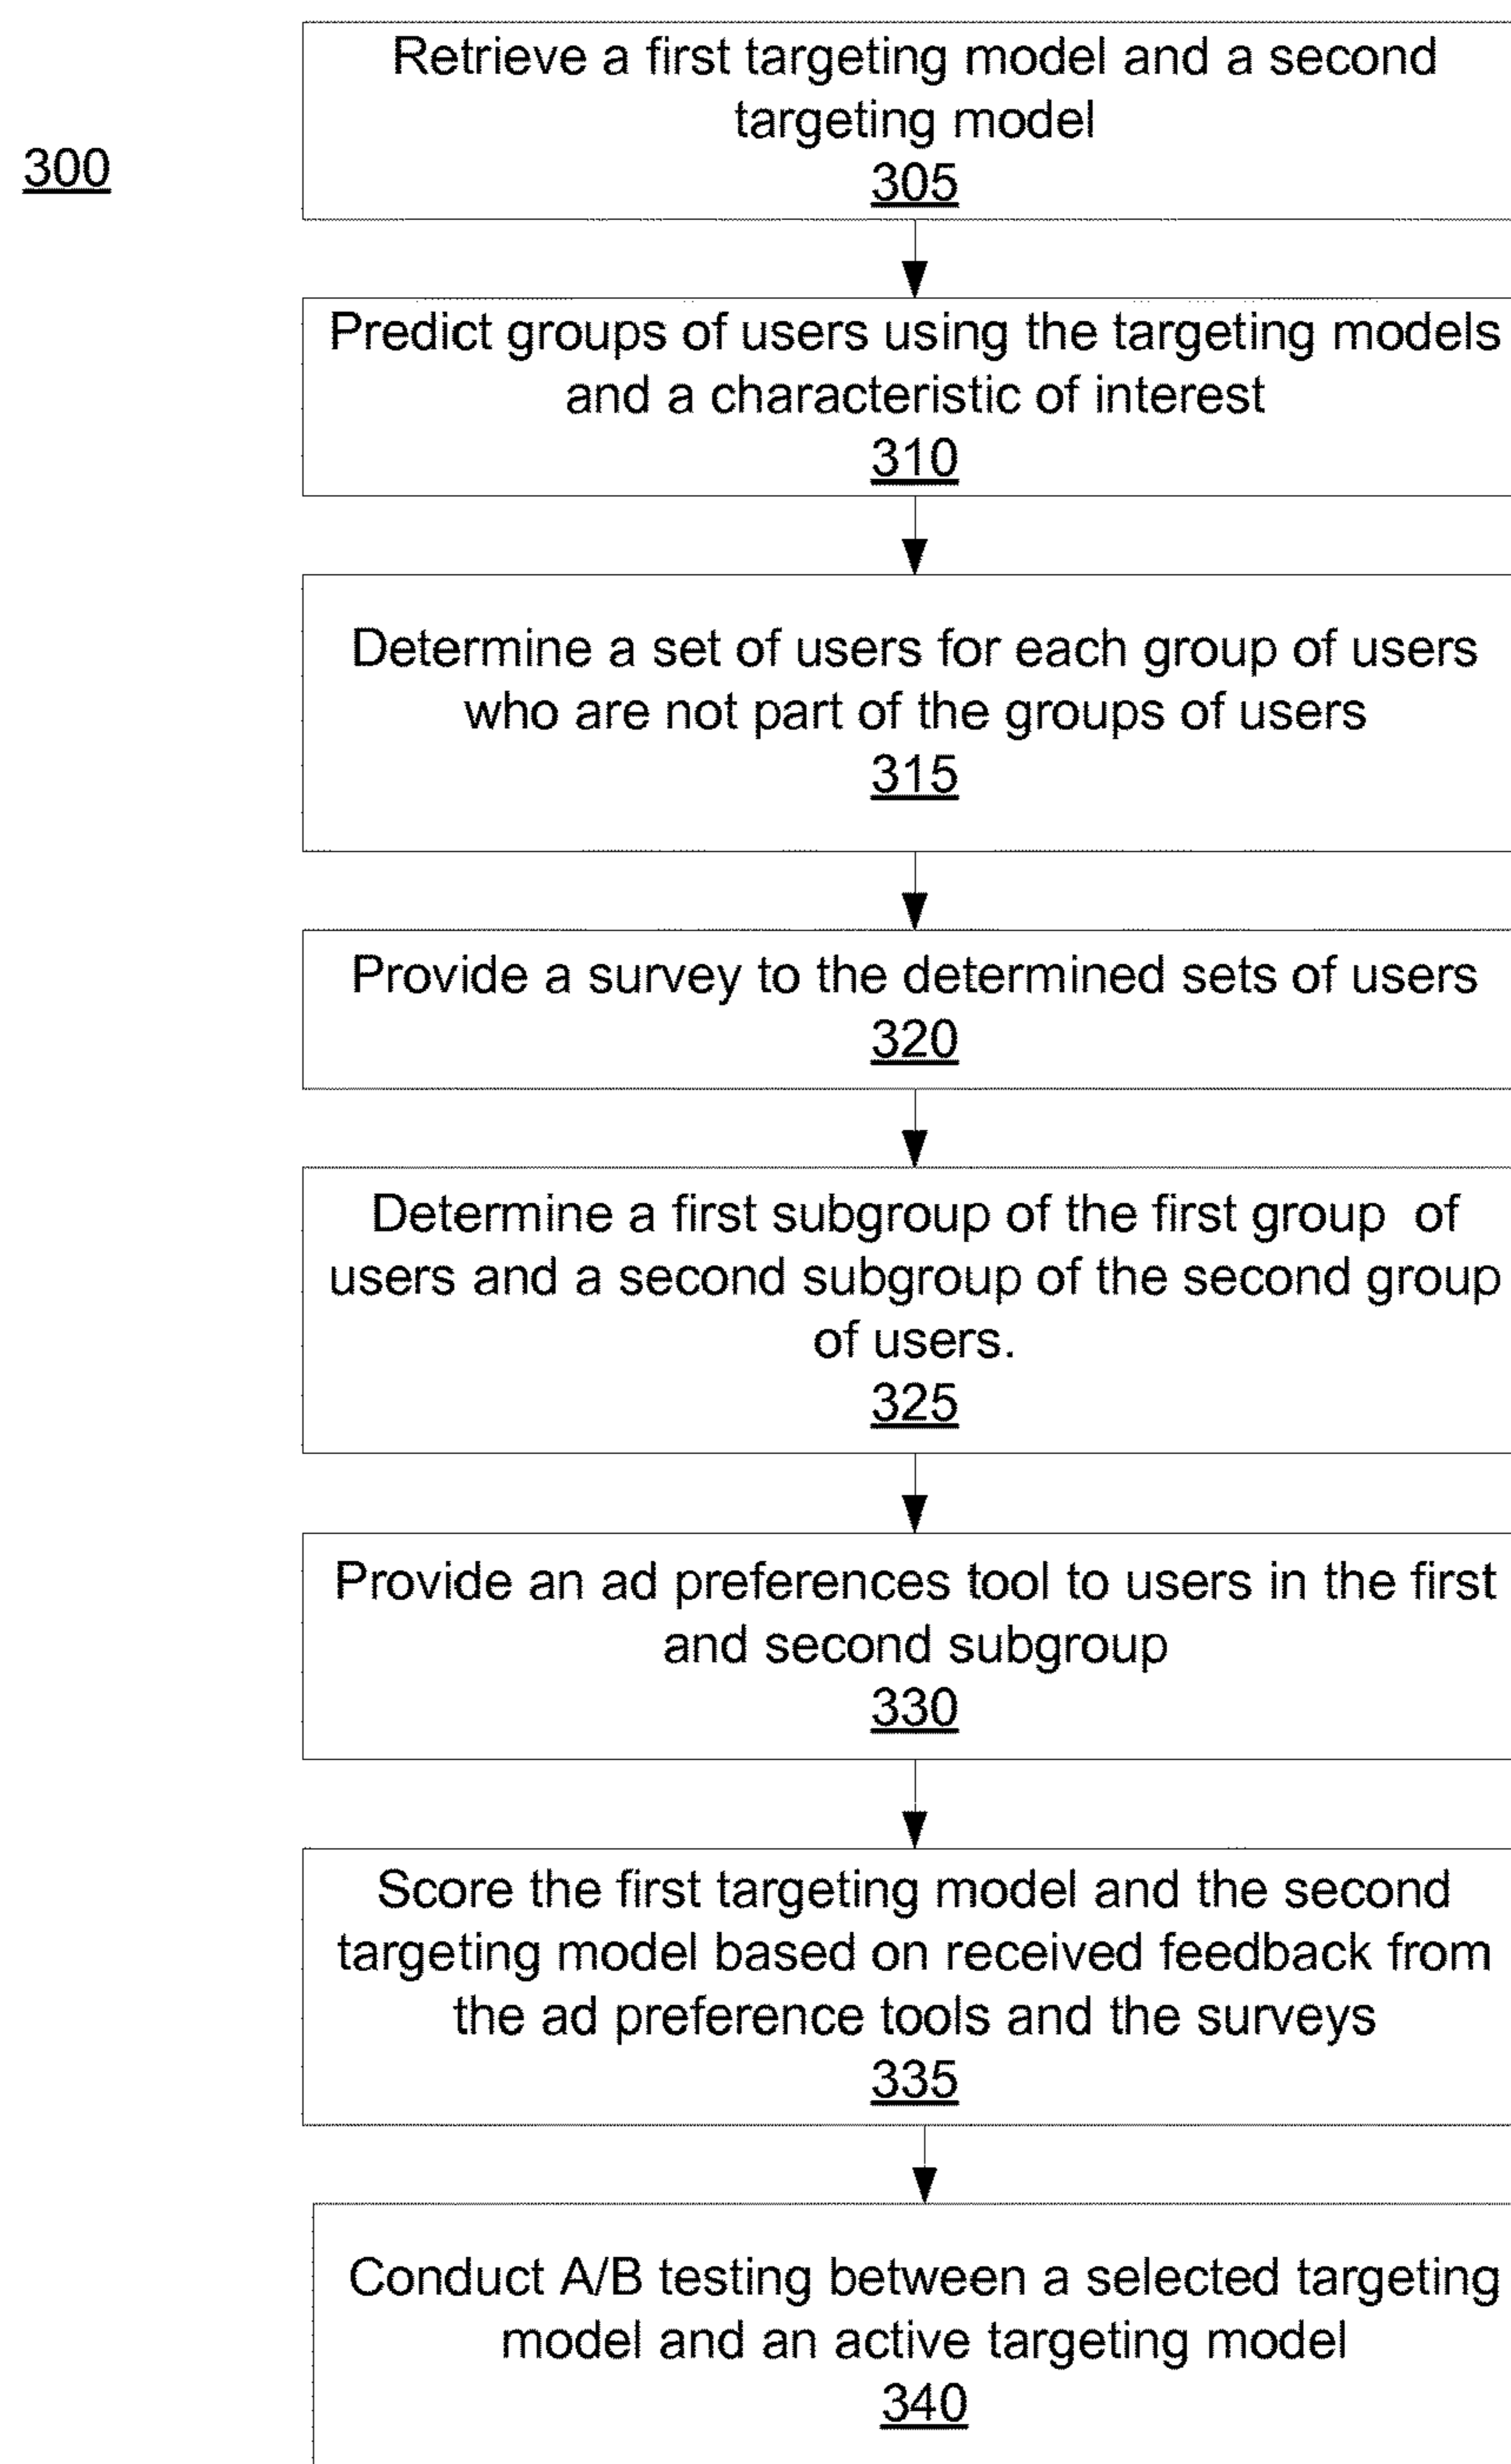 Retrieve a first targeting model and a second
targeting model
305
300
Predict groups of users using the targeting models
and a characteristic of interest
310
Determine a set of users for each group of users
who are not part of the groups of users
315
Provide a survey to the determined sets of users
320
Determine a first subgroup of the first group of
users and a second subgroup of the second group
of users.
325
Provide an ad preferences tool to users in the first
and second subgroup
330
Score the first targeting model and the second
targeting model based on received feedback from
the ad preference tools and the surveys
335
Conduct A/B testing between a selected targeting
model and an active targeting model
340